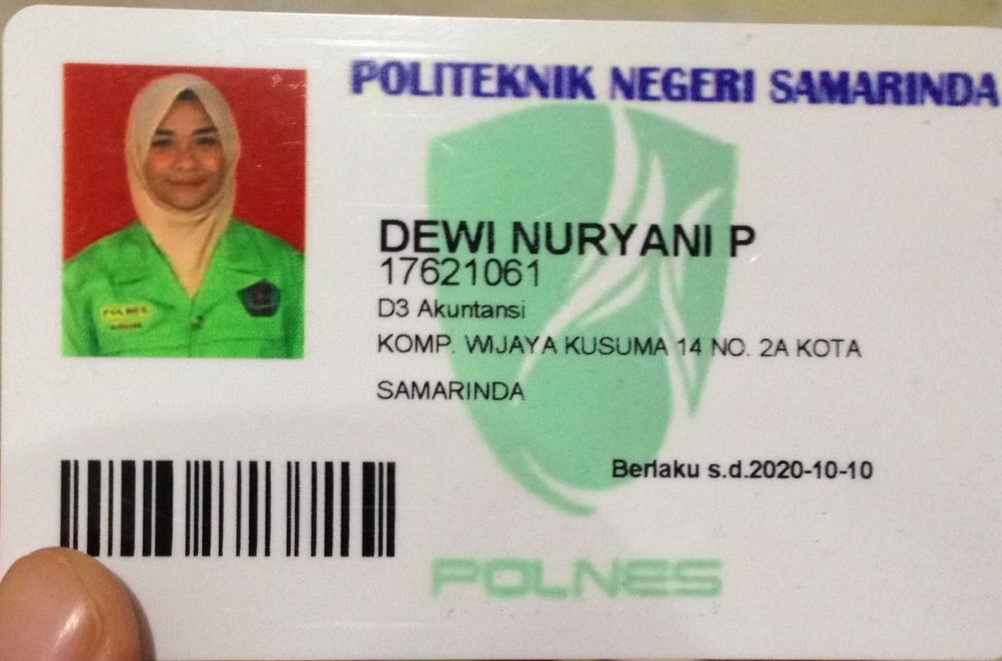 POLITEKNIK NEGERI SAMARINDA
DEWI NURYANI P
17621061
D3 Akuntansi
KOMP. WIJAYA KUSUMA 14 NO. 2A KOTA
SAMARINDA
Berlaku s.d.2020-10-10
POLNES
POLNES